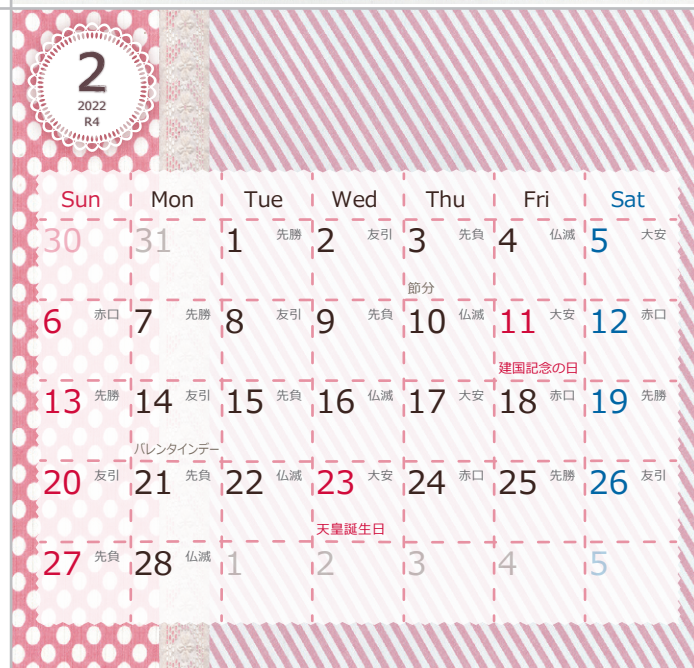 2
2022
R4
Sun Mon Tue Wed Thu Fri Sat
30 31 1 先勝 2 友引 3 先負 4 仏滅 5 大安
節分
6 赤口 7 先勝 8 友引 9 先負 10 仏滅 11 大安 12 赤口
建国記念の日
13 先勝 14 友引 15 先負 16 仏滅 17 大安 18 赤口 19 先勝
バレンタインデー
20 友引 21 先負 22 仏滅 23 大安 24 赤口 25 先勝 26 友引
天皇誕生日
27 先負 28 仏滅 1 2 3 4 5